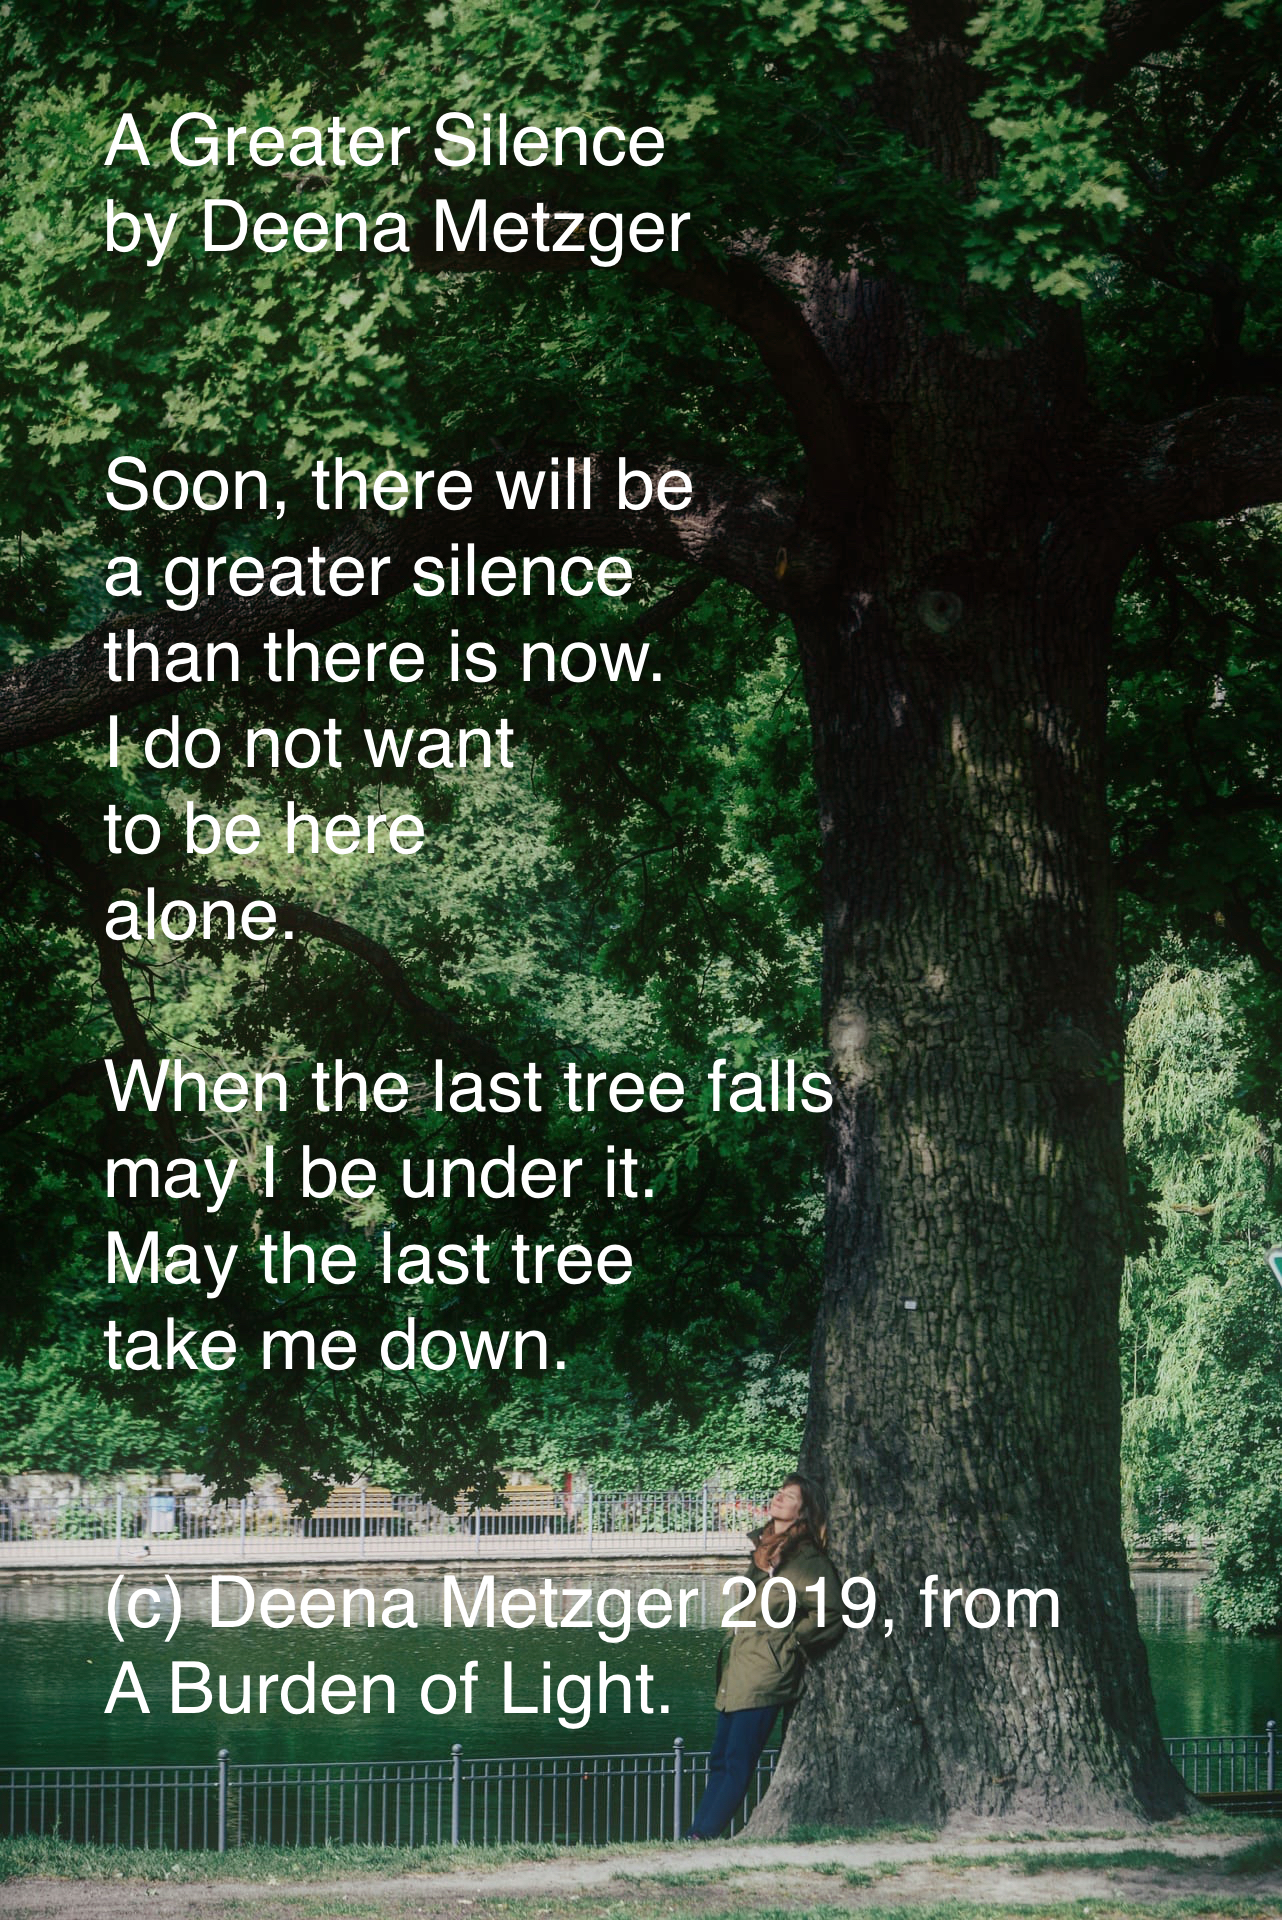 A Greater Silence
by Deena Metzger
Soon, there will be
a greater silence
than there is now.
I do not want
to be here
alone.
When the last tree falls
may I be under it.
May the last tree
take me down.
(c) Deena Metzger 2019, from
A Burden of Light.